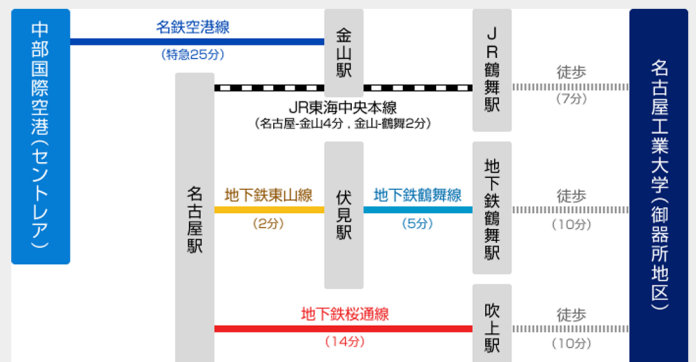 中部国際空港(セントレア)
名鉄空港線
(特急25分)
金山駅
JR鶴舞駅
徒歩
(7分)
名古屋工業大学(御器所地区)
JR東海中央本線
(名古屋-金山4分 , 金山-鶴舞2分)
名古屋駅
地下鉄東山線
(2分)
伏見駅
地下鉄鶴舞線
(5分)
地下鉄鶴舞駅
徒歩
(10分)
地下鉄桜通線
(14分)
吹上駅
徒歩
(10分)